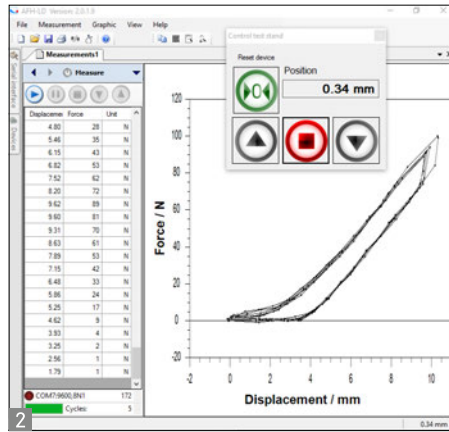 AFH-LD Version: 2.0.1.9
File Measurement Graphic View Help
Measurements1
Serial interface
Devices
Measure
Displaceme Force Unit
4.80 28 N
5.46 35 N
6.15 43 N
6.82 53 N
7.52 62 N
8.20 72 N
9.62 89 N
9.60 81 N
9.31 70 N
8.63 61 N
7.89 53 N
7.15 42 N
6.48 33 N
5.86 24 N
5.25 17 N
4.62 9 N
3.93 4 N
3.25 2 N
2.56 1 N
1.79 1 N
COM7:9600,8N1 172
Cycles: 5
Control test stand
Reset device
Position
0.34 mm
0
Force / N
120
100
80
60
40
20
0
-20
-2 0 2 4 6 8 10
Displacement / mm
0.34 mm
2